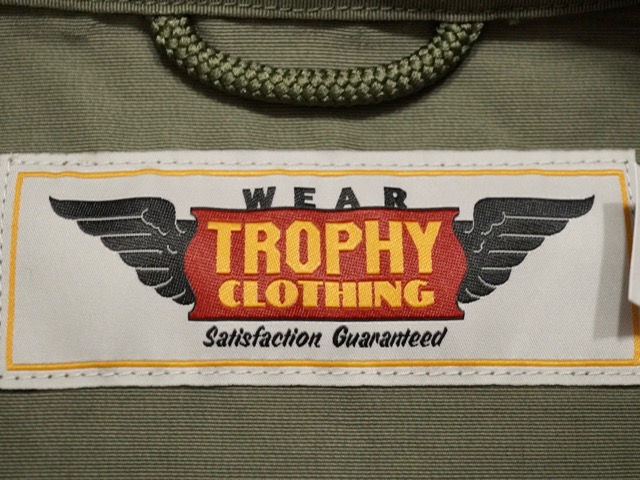 WEAR
TROPHY
CLOTHING
Satisfaction Guaranteed